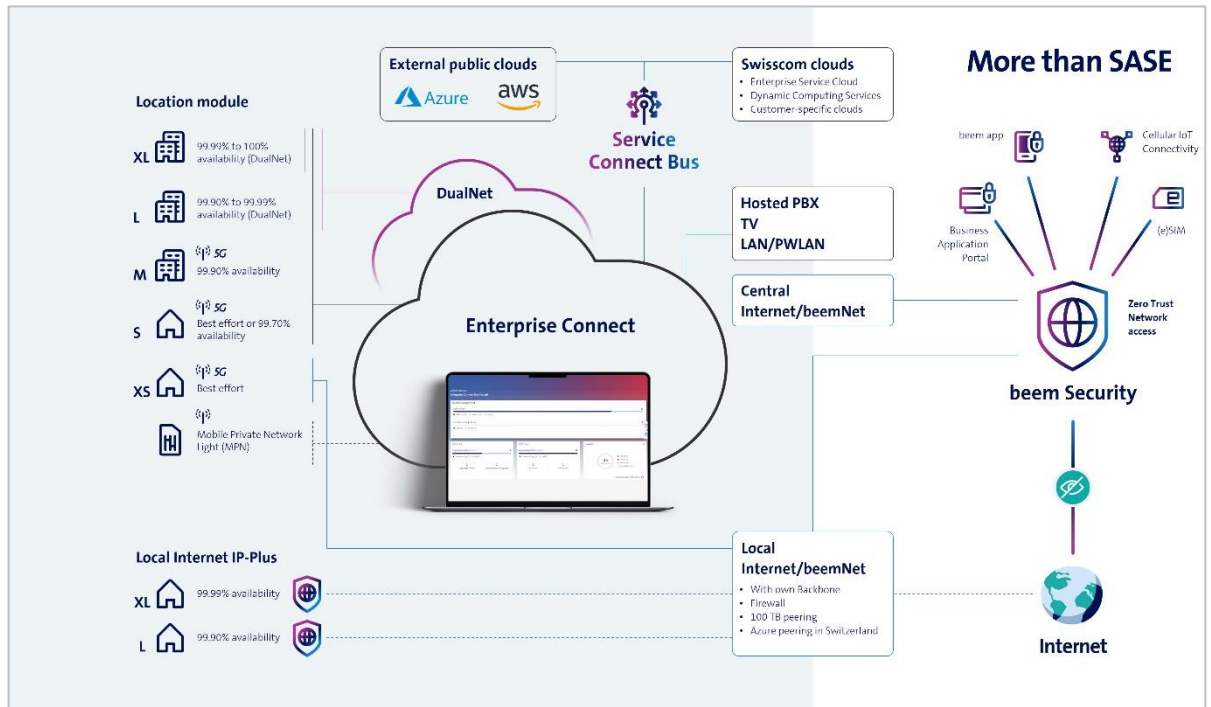 More than SASE
External public clouds
Azure
aws
Service
Connect Bus
Swisscom clouds
• Enterprise Service Cloud
• Dynamic Computing Services
• Customer-specific clouds
Location module
XL
99.99% to 100%
availability (DualNet)
L
99.90% to 99.99%
availability (DualNet)
M
5G
99.90% availability
S
5G
Best effort or 99.70%
availability
XS
5G
Best effort
Mobile Private Network
Light (MPN)
DualNet
Enterprise Connect
Hosted PBX
TV
LAN/PWLAN
Central
Internet/beemNet
beem app
Cellular IoT
Connectivity
Business
Application
Portal
(e)SIM
Zero Trust
Network
access
beem Security
Local Internet IP-Plus
XL
99.99% availability
L
99.90% availability
Local
Internet/beemNet
• With own Backbone
• Firewall
• 100 TB peering
• Azure peering in Switzerland
Internet